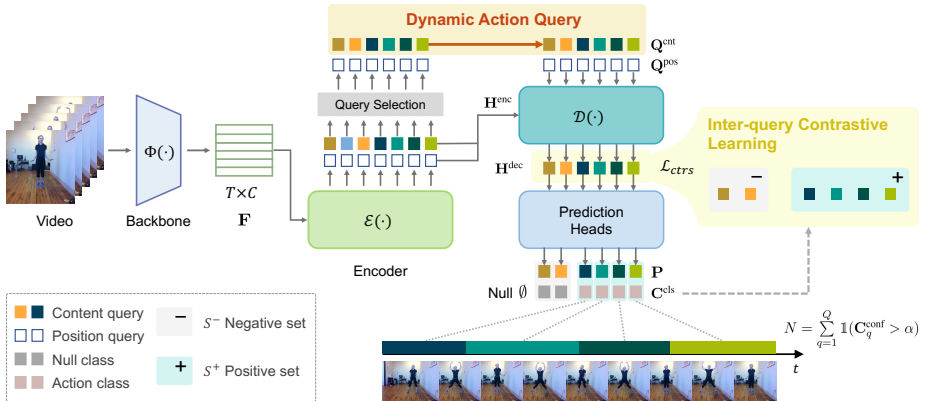 Dynamic Action Query
Q^cnt
Q^pos
Query Selection
H^enc
𝒟(·)
Φ(·)
Inter-query Contrastive
Learning
H^dec
ℒ_ctrs
−
+
T×C
Video
Backbone
F
ℰ(·)
Prediction
Heads
Encoder
P
Null ∅
C^cls
Content query
Position query
Null class
Action class
− S⁻ Negative set
+ S⁺ Positive set
N = ∑_{q=1}^{Q} 𝟙(C_q^conf > α)
t